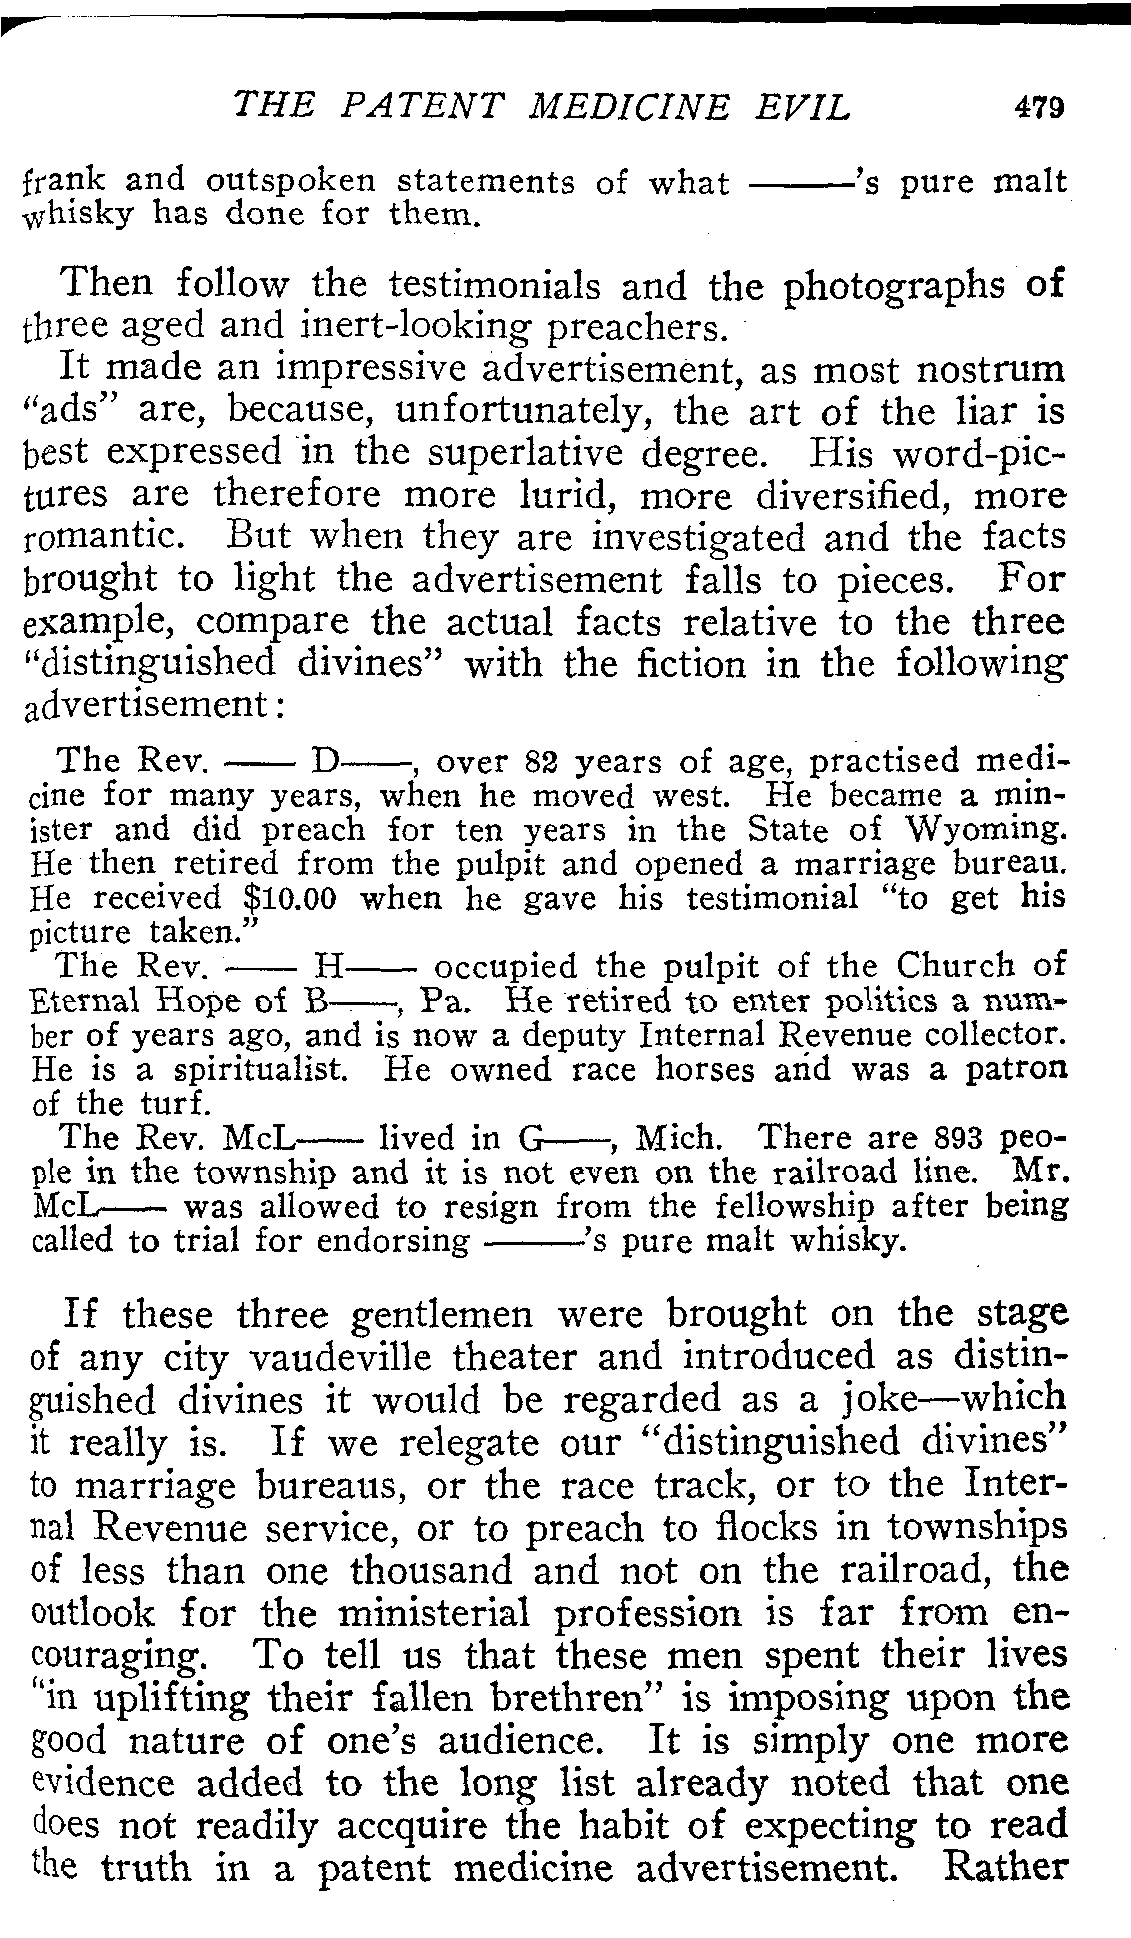 THE PATENT MEDICINE EVIL 479
frank and outspoken statements of what ———'s pure malt
whisky has done for them.
Then follow the testimonials and the photographs of
three aged and inert-looking preachers.
It made an impressive advertisement, as most nostrum
"ads" are, because, unfortunately, the art of the liar is
best expressed in the superlative degree. His word-pic-
tures are therefore more lurid, more diversified, more
romantic. But when they are investigated and the facts
brought to light the advertisement falls to pieces. For
example, compare the actual facts relative to the three
"distinguished divines" with the fiction in the following
advertisement:
The Rev. —— D——, over 82 years of age, practised medi-
cine for many years, when he moved west. He became a min-
ister and did preach for ten years in the State of Wyoming.
He then retired from the pulpit and opened a marriage bureau.
He received $10.00 when he gave his testimonial "to get his
picture taken."
The Rev. —— H—— occupied the pulpit of the Church of
Eternal Hope of B——, Pa. He retired to enter politics a num-
ber of years ago, and is now a deputy Internal Revenue collector.
He is a spiritualist. He owned race horses and was a patron
of the turf.
The Rev. McL—— lived in G——, Mich. There are 893 peo-
ple in the township and it is not even on the railroad line. Mr.
McL—— was allowed to resign from the fellowship after being
called to trial for endorsing ———'s pure malt whisky.
If these three gentlemen were brought on the stage
of any city vaudeville theater and introduced as distin-
guished divines it would be regarded as a joke—which
it really is. If we relegate our "distinguished divines"
to marriage bureaus, or the race track, or to the Inter-
nal Revenue service, or to preach to flocks in townships
of less than one thousand and not on the railroad, the
outlook for the ministerial profession is far from en-
couraging. To tell us that these men spent their lives
"in uplifting their fallen brethren" is imposing upon the
good nature of one's audience. It is simply one more
evidence added to the long list already noted that one
does not readily accquire the habit of expecting to read
the truth in a patent medicine advertisement. Rather